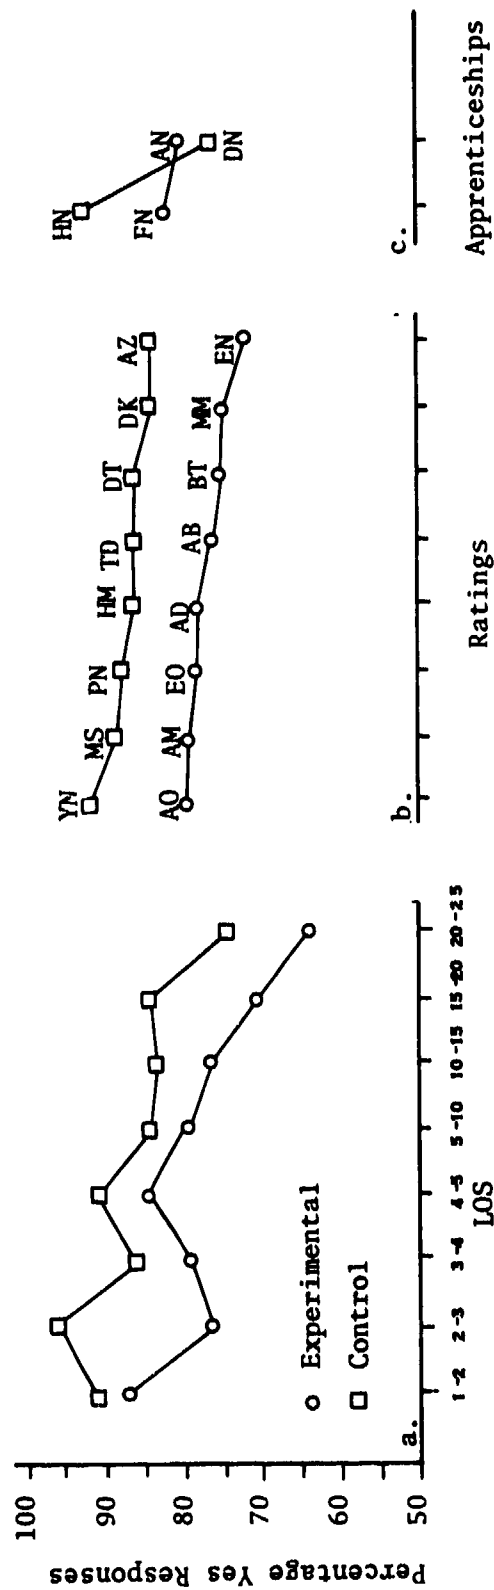 Percentage Yes Responses
100
90
80
70
60
50
a.
○ Experimental
□ Control
1-2 2-3 3-4 4-5 5-10 10-15 15-20 20-25
LOS
YN MS PN HM TD DT DK AZ
AO AM EO AD AB BT MM EN
b.
Ratings
HN AN
FN DN
c.
Apprenticeships